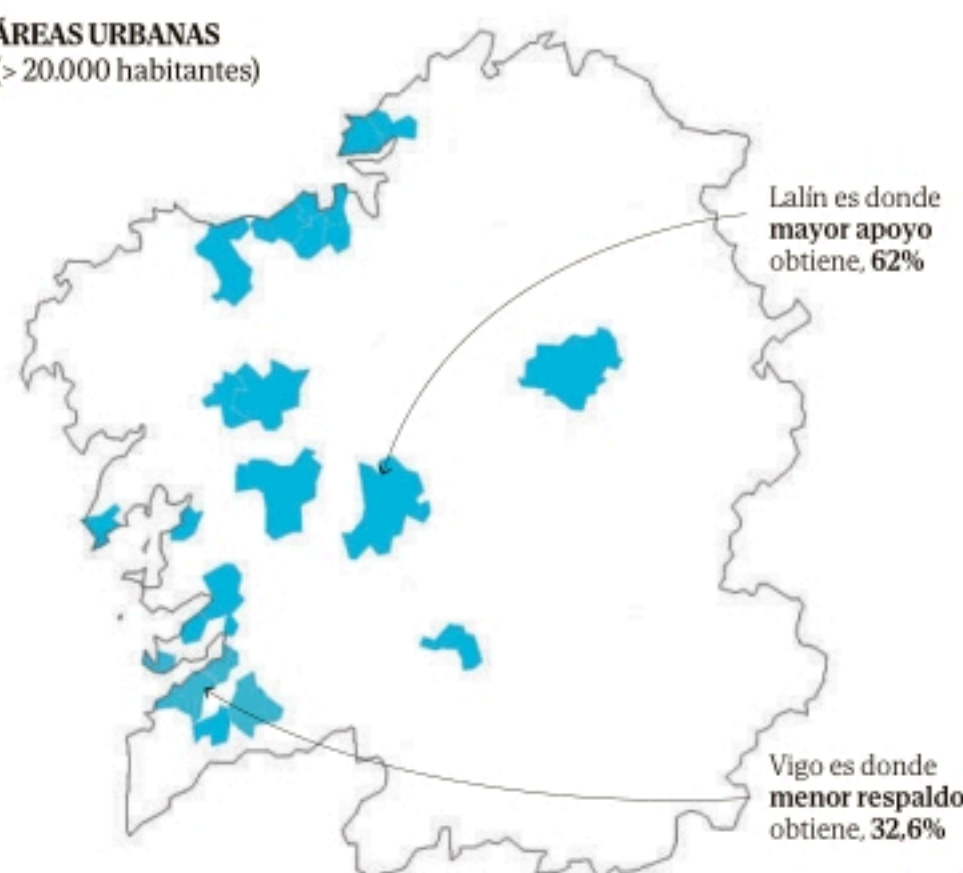 ÁREAS URBANAS
(> 20.000 habitantes)
Lalín es donde
mayor apoyo
obtiene, 62%
Vigo es donde
menor respaldo
obtiene, 32,6%